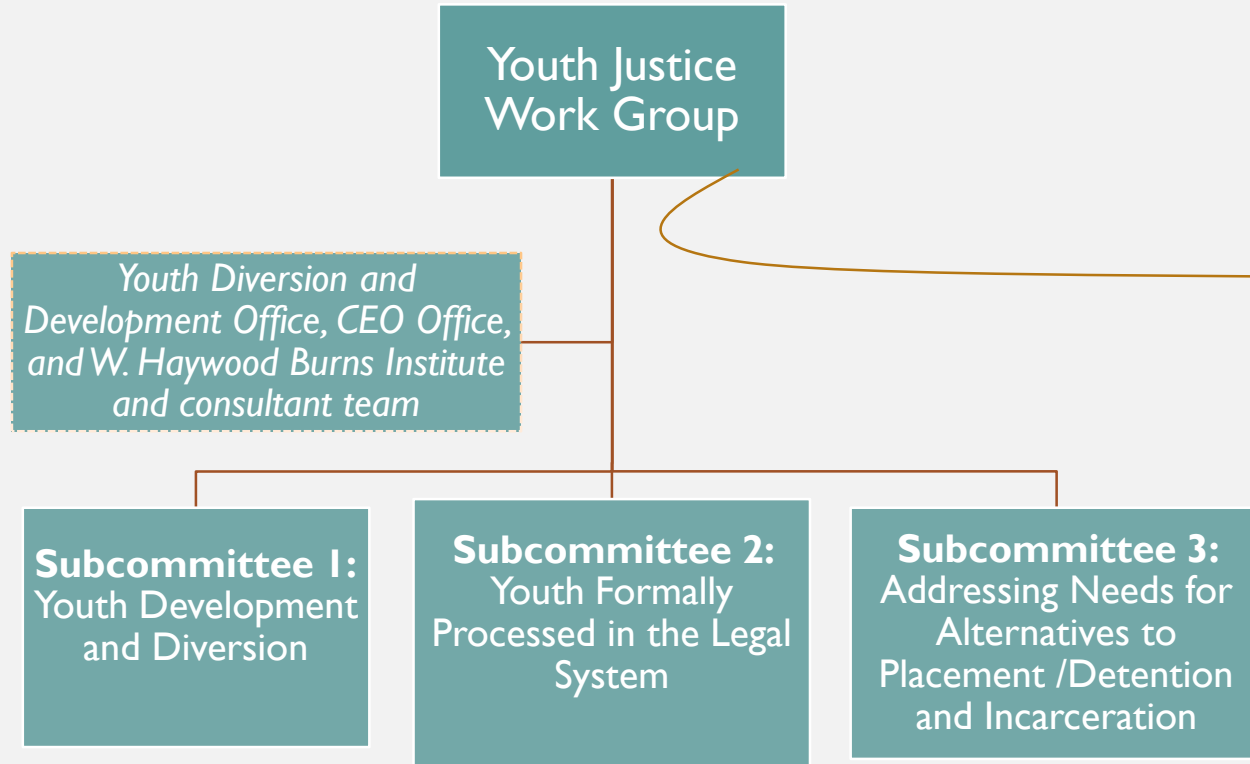 Youth Justice
Work Group
Youth Diversion and
Development Office, CEO Office,
and W. Haywood Burns Institute
and consultant team
Subcommittee 1:
Youth Development
and Diversion
Subcommittee 2:
Youth Formally
Processed in the Legal
System
Subcommittee 3:
Addressing Needs for
Alternatives to
Placement /Detention
and Incarceration